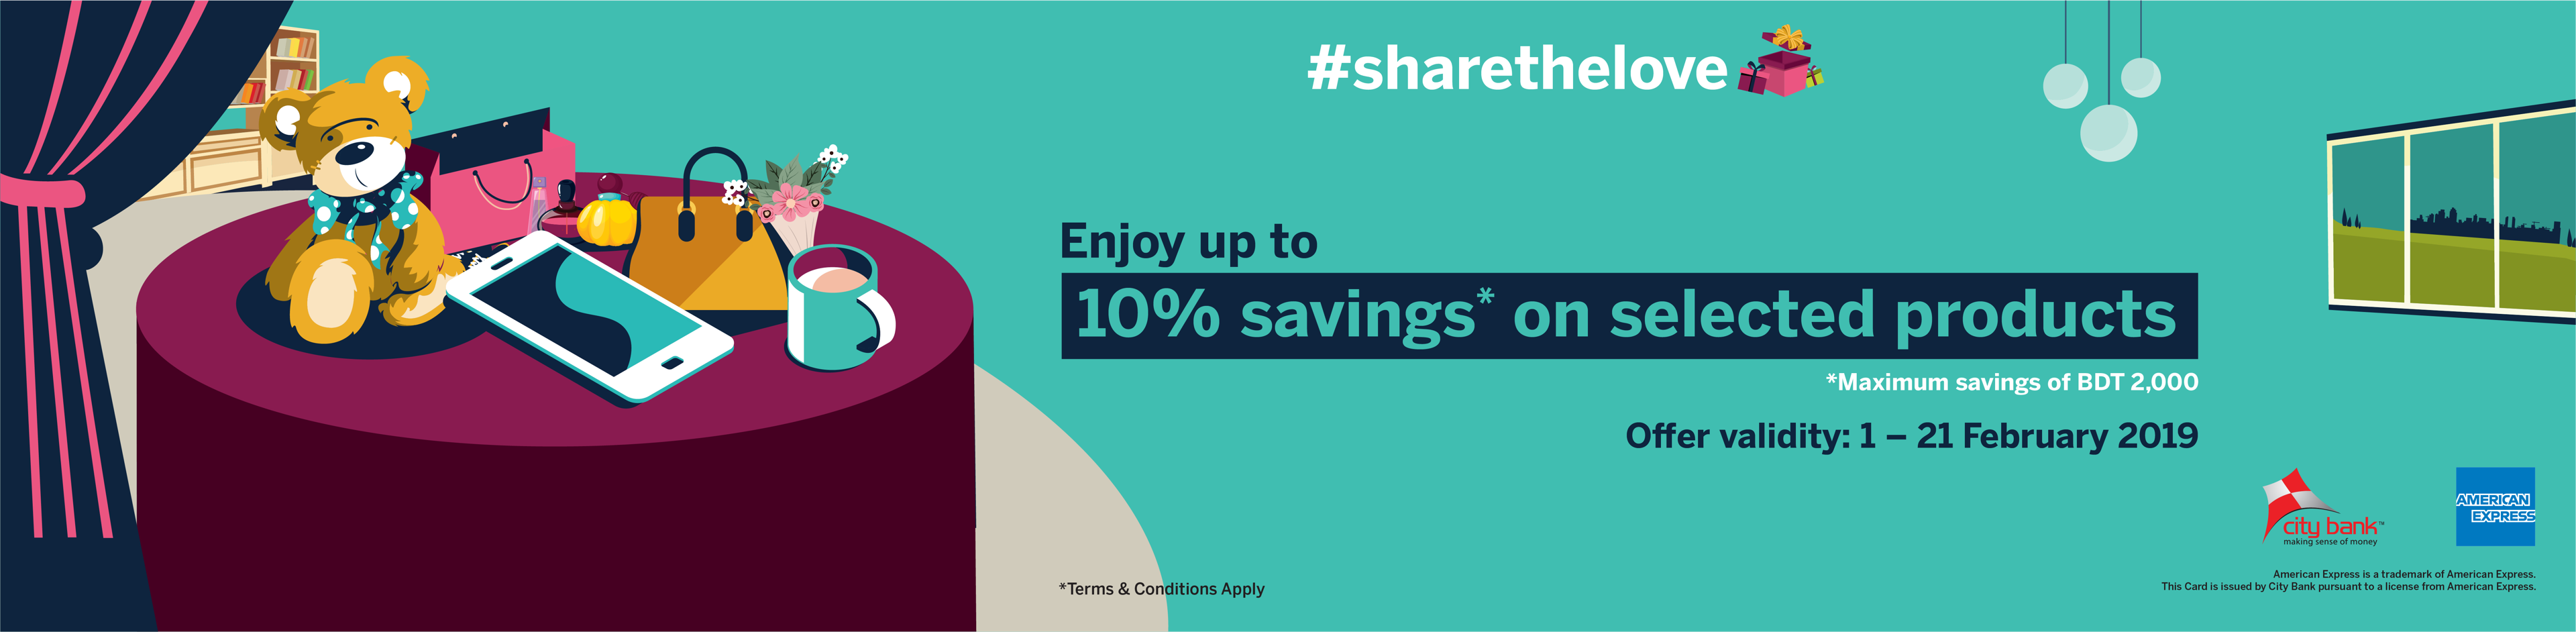 #sharethelove
Enjoy up to
10% savings* on selected products
*Maximum savings of BDT 2,000
Offer validity: 1 – 21 February 2019
city bank™
making sense of money
AMERICAN
EXPRESS
American Express is a trademark of American Express.
This Card is issued by City Bank pursuant to a license from American Express.
*Terms & Conditions Apply